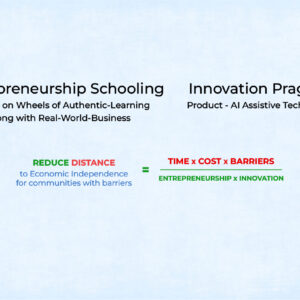 preneurship Schooling
on Wheels of Authentic-Learning
ong with Real-World-Business
Innovation Prag
Product - AI Assistive Tech
REDUCE DISTANCE
to Economic Independence
for communities with barriers
=
TIME x COST x BARRIERS
ENTREPRENEURSHIP x INNOVATION